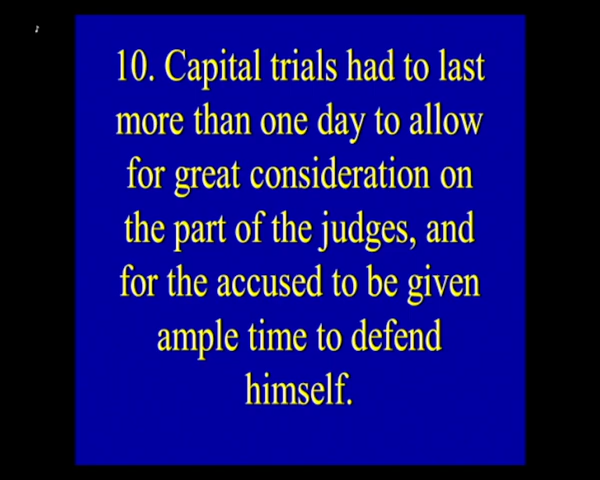 10. Capital trials had to last
more than one day to allow
for great consideration on
the part of the judges, and
for the accused to be given
ample time to defend
himself.